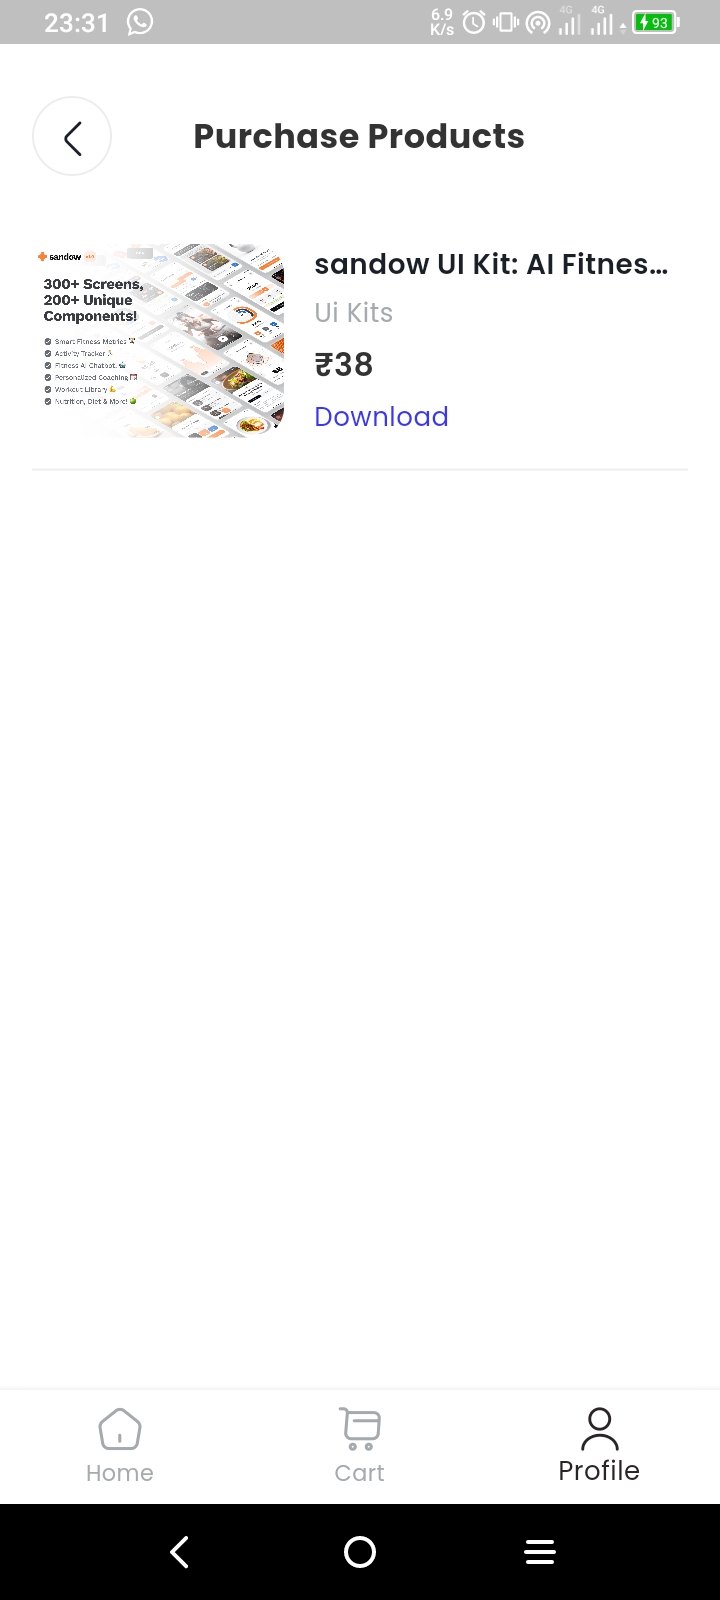 23:31
6.9
K/s
4G
4G
93
Purchase Products
sandow
300+ Screens,
200+ Unique
Components!
Smart Fitness Metrics
Activity Tracker
Fitness AI Chatbot.
Personalized Coaching
Workout Library 💪
Nutrition, Diet & More!
sandow UI Kit: AI Fitnes...
Ui Kits
₹38
Download
Home
Cart
Profile